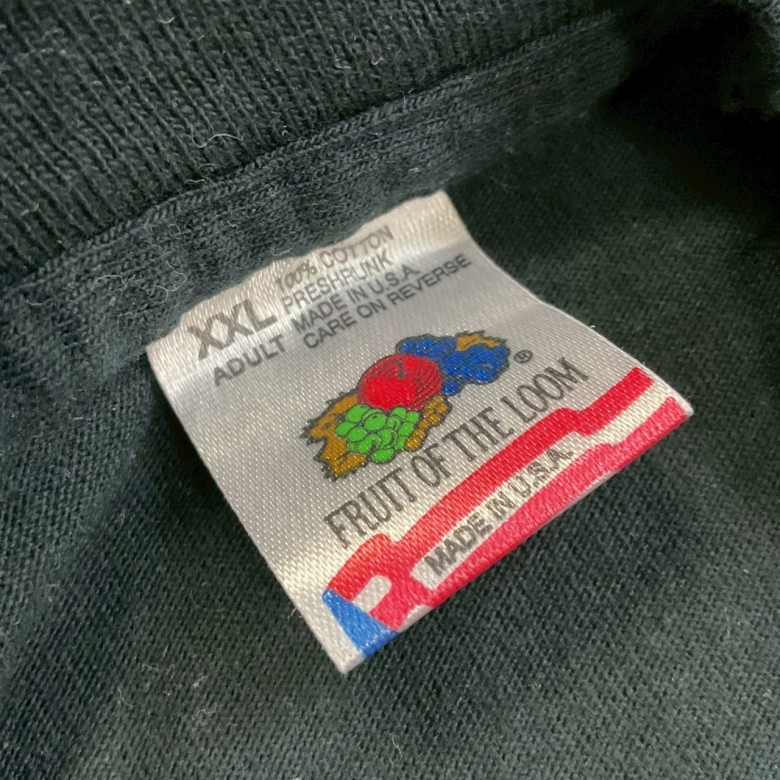 XXL
ADULT
100% COTTON
PRESHRUNK
MADE IN U.S.A.
CARE ON REVERSE
®
FRUIT OF THE LOOM
MADE IN U.S.A.